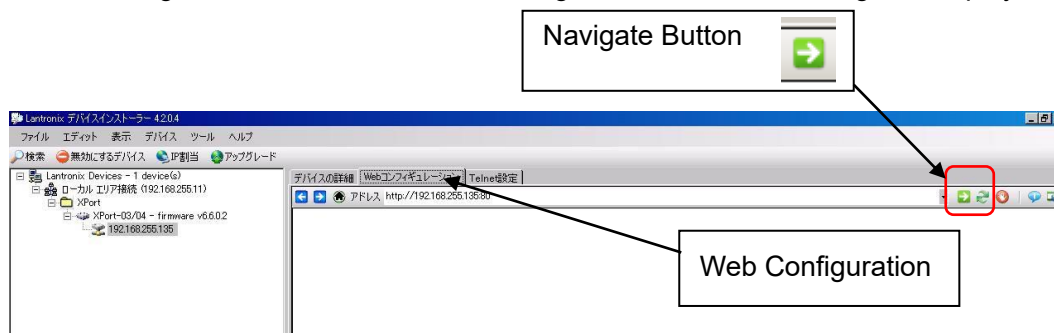 Navigate Button
Lantronix デバイスインストーラー 4.2.0.4
ファイル エディット 表示 デバイス ツール ヘルプ
検索 無効にするデバイス IP割当 アップグレード
Lantronix Devices - 1 device(s)
ローカル エリア接続 (192.168.255.11)
XPort
XPort-03/04 - firmware v6.6.0.2
192.168.255.135
デバイスの詳細 Webコンフィギュレーション Telnet設定
アドレス http://192.168.255.135:80
Web Configuration